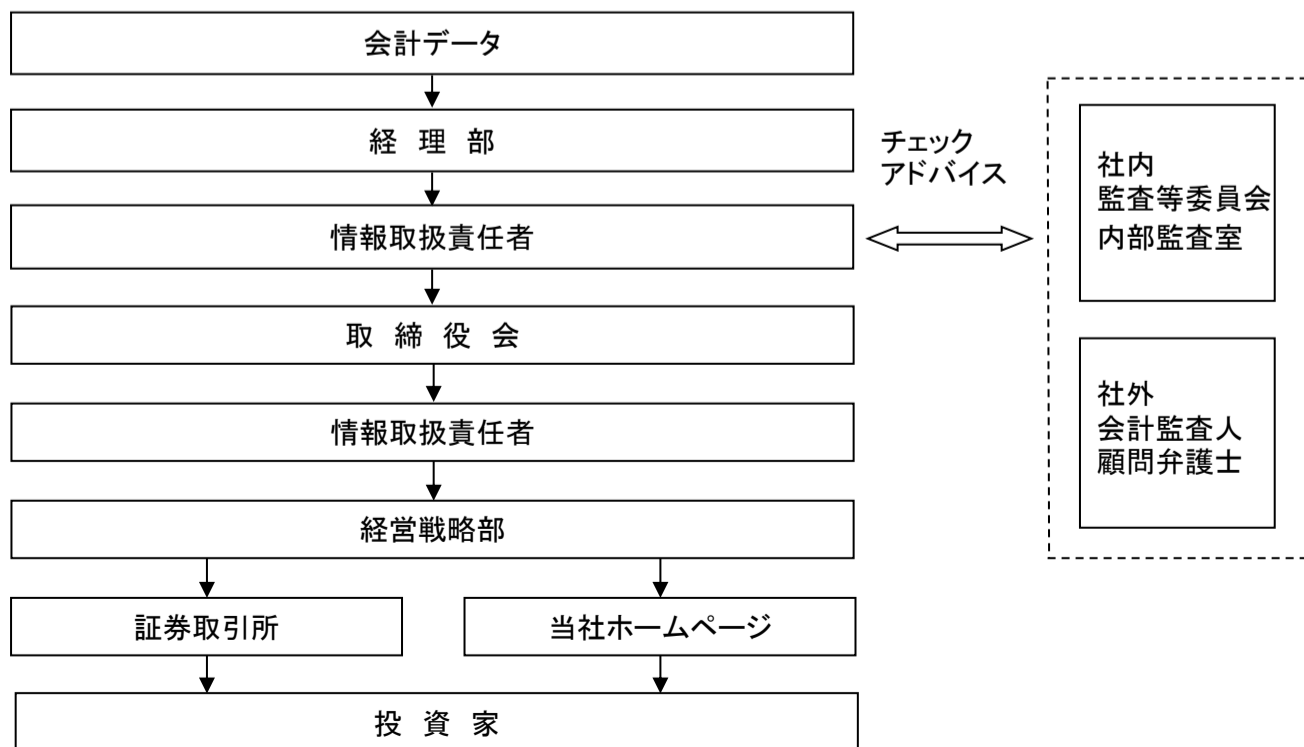 会計データ
経 理 部
情報取扱責任者
取 締 役 会
情報取扱責任者
経営戦略部
証券取引所
当社ホームページ
投 資 家
チェック
アドバイス
社内
監査等委員会
内部監査室
社外
会計監査人
顧問弁護士